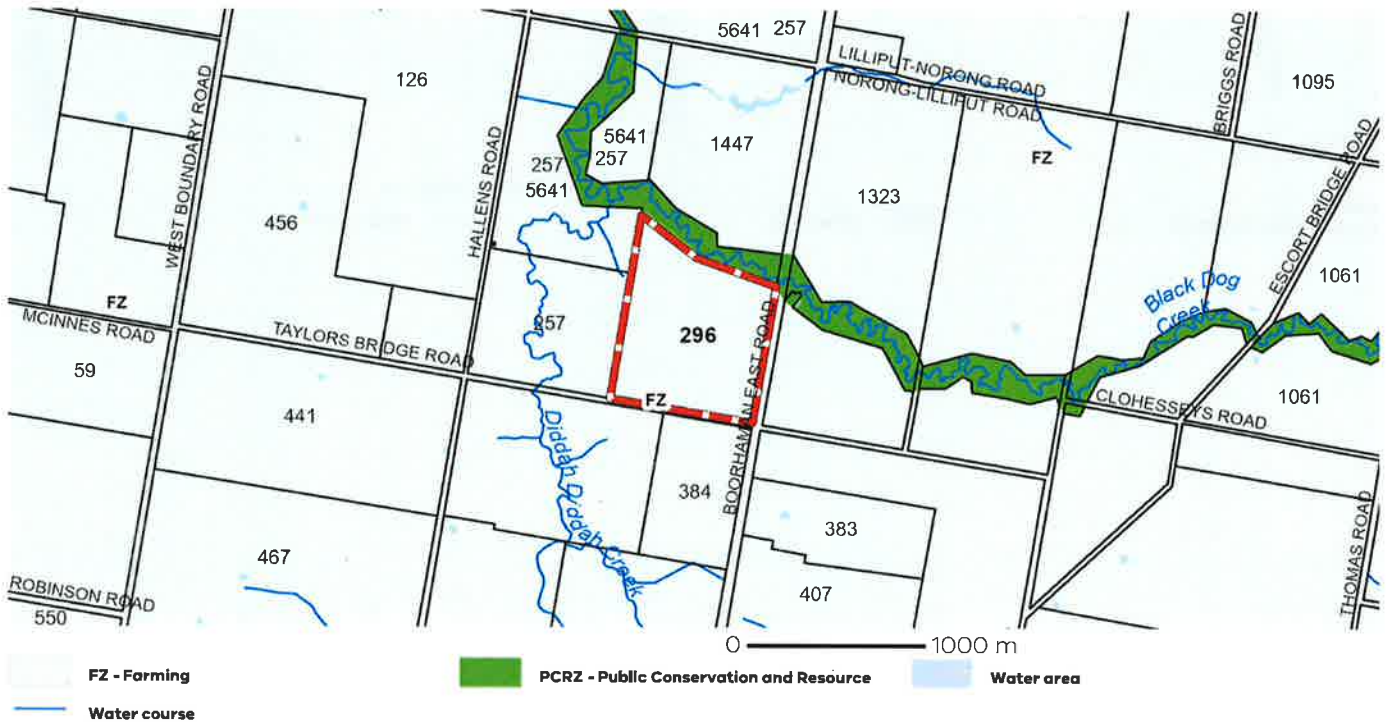 5641 257
LILLIPUT-NORONG ROAD
NORONG-LILLIPUT ROAD
BRIGGS ROAD
1095
126
WEST BOUNDARY ROAD
HALLENS ROAD
5641
257
1447
257
5641
FZ
1323
ESCORT BRIDGE ROAD
456
1061
Black Dog
Creek
FZ
MCINNES ROAD
TAYLORS BRIDGE ROAD
257
296
BOORHAMAN EAST ROAD
59
FZ
CLOHESSEYS ROAD
1061
441
Diddah Diddah Creek
384
383
THOMAS ROAD
467
407
ROBINSON ROAD
550
0 1000 m
FZ - Farming
PCRZ - Public Conservation and Resource
Water area
Water course